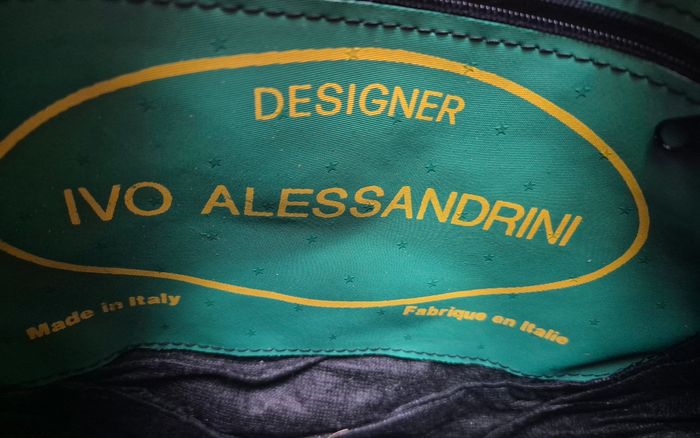 DESIGNER
IVO ALESSANDRINI
Made in Italy
Fabrique en Italie